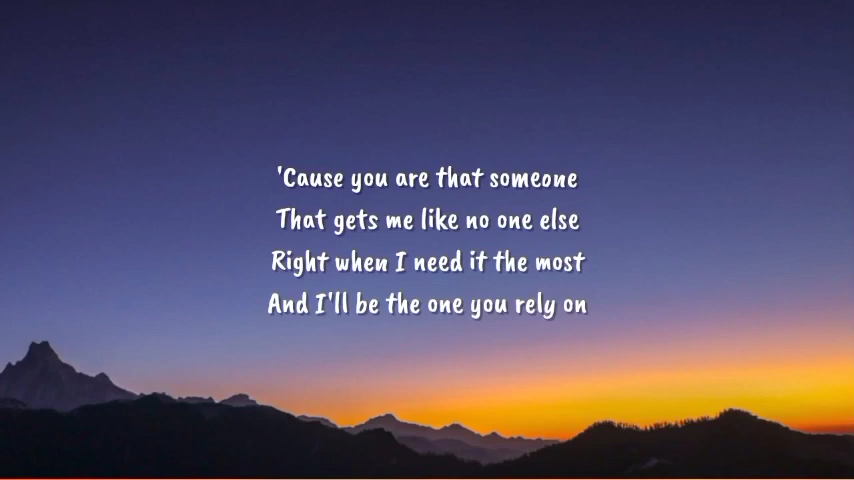 'Cause you are that someone
That gets me like no one else
Right when I need it the most
And I'll be the one you rely on